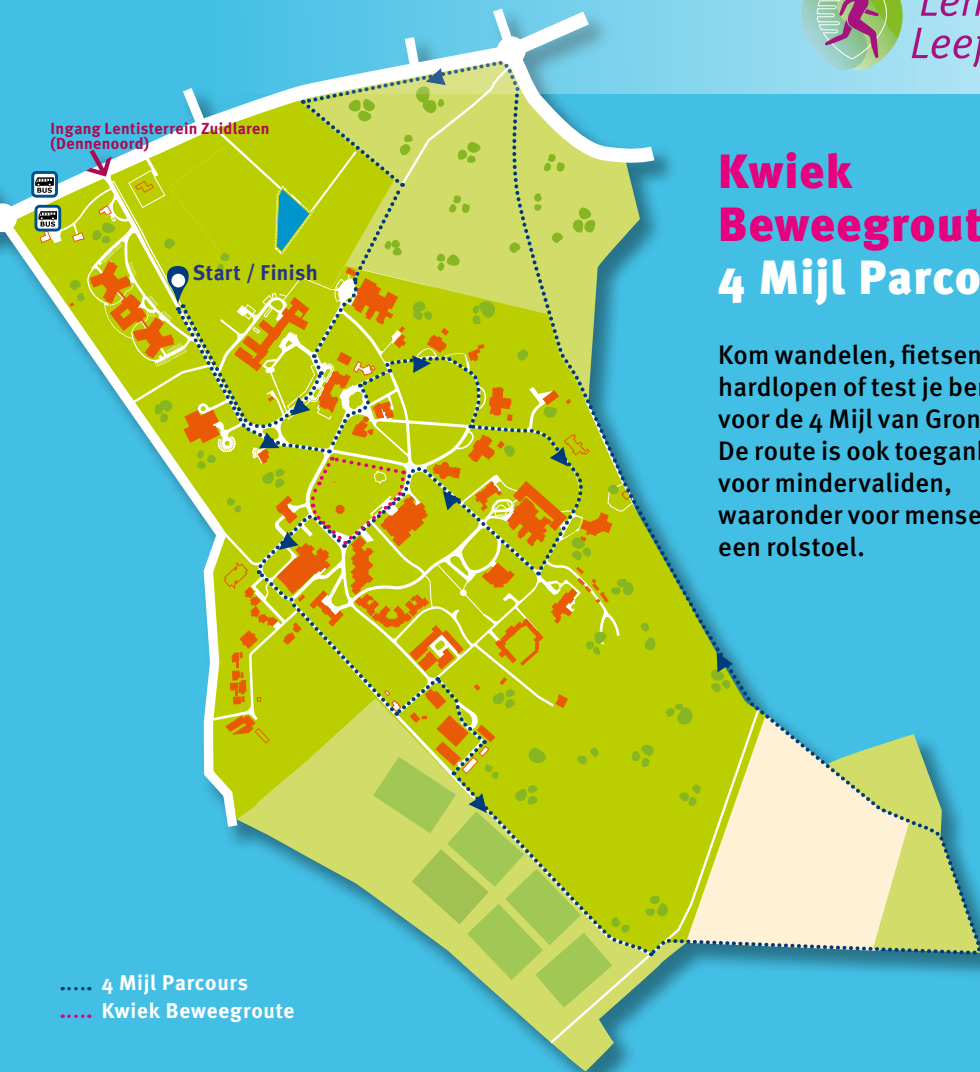 Leef
Ingang Lentisterrein Zuidlaren
(Dennenoord)
BUS
BUS
Start / Finish
Kwiek
Beweegrout
4 Mijl Parco
Kom wandelen, fietsen
hardlopen of test je ber
voor de 4 Mijl van Gron
De route is ook toegank
voor mindervaliden,
waaronder voor mense
een rolstoel.
4 Mijl Parcours
Kwiek Beweegroute